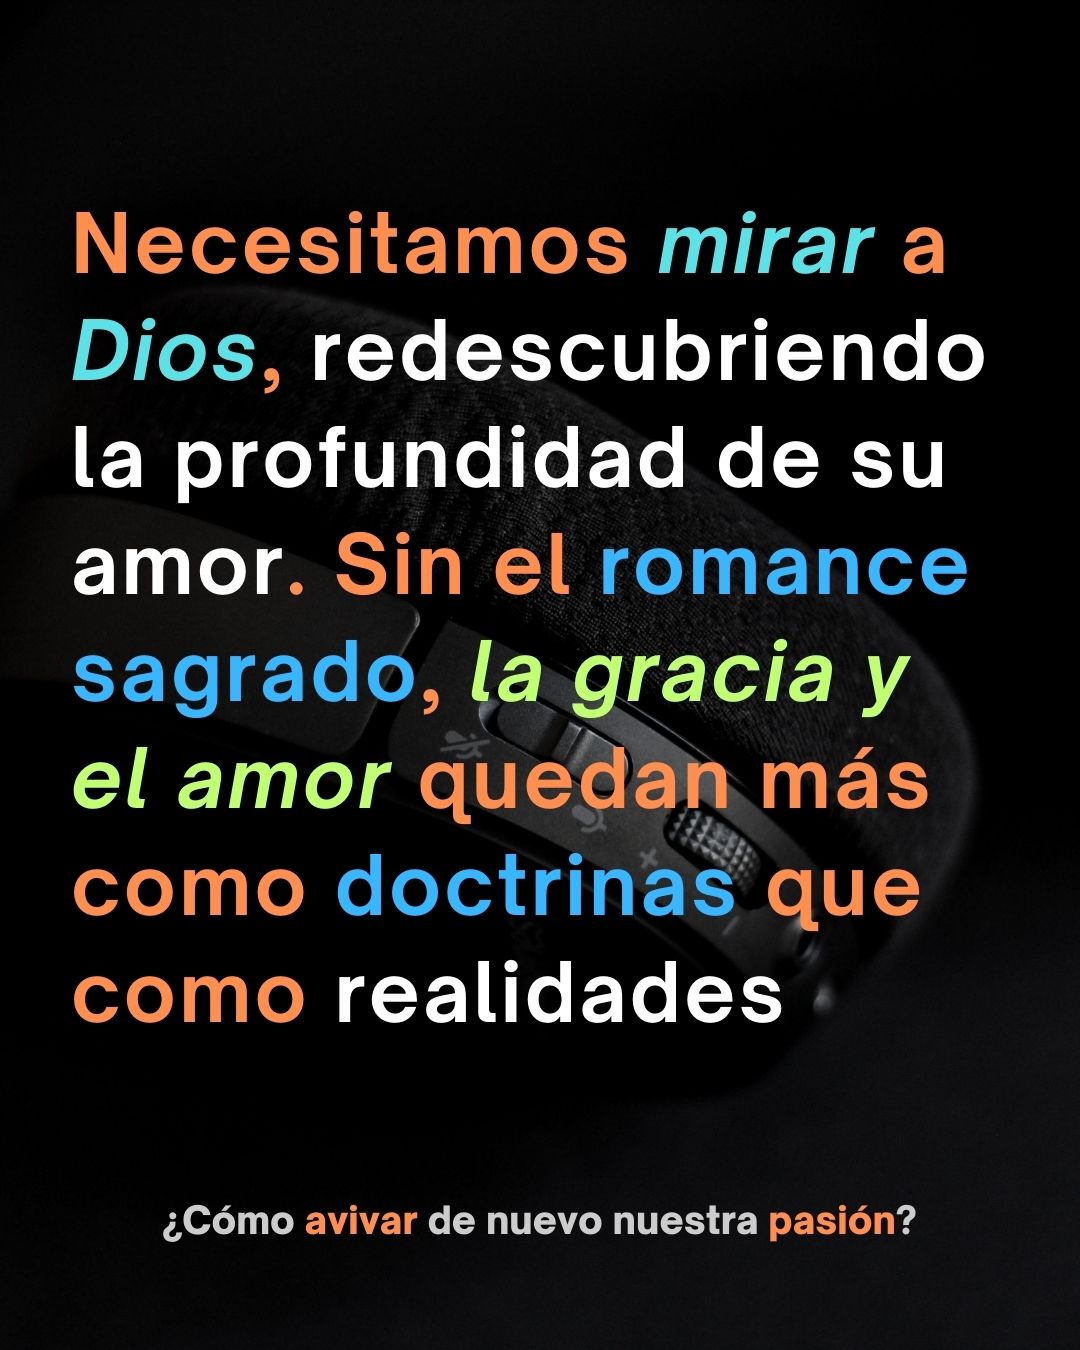 Necesitamos mirar a
Dios, redescubriendo
la profundidad de su
amor. Sin el romance
sagrado, la gracia y
el amor quedan más
como doctrinas que
como realidades
¿Cómo avivar de nuevo nuestra pasión?